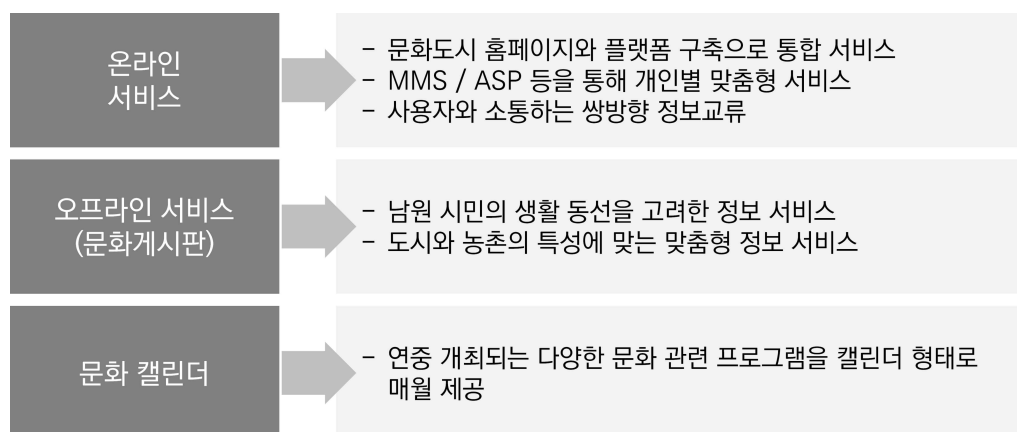 온라인
서비스
- 문화도시 홈페이지와 플랫폼 구축으로 통합 서비스
- MMS / ASP 등을 통해 개인별 맞춤형 서비스
- 사용자와 소통하는 쌍방향 정보교류
오프라인 서비스
(문화게시판)
- 남원 시민의 생활 동선을 고려한 정보 서비스
- 도시와 농촌의 특성에 맞는 맞춤형 정보 서비스
문화 캘린더
- 연중 개최되는 다양한 문화 관련 프로그램을 캘린더 형태로
매월 제공